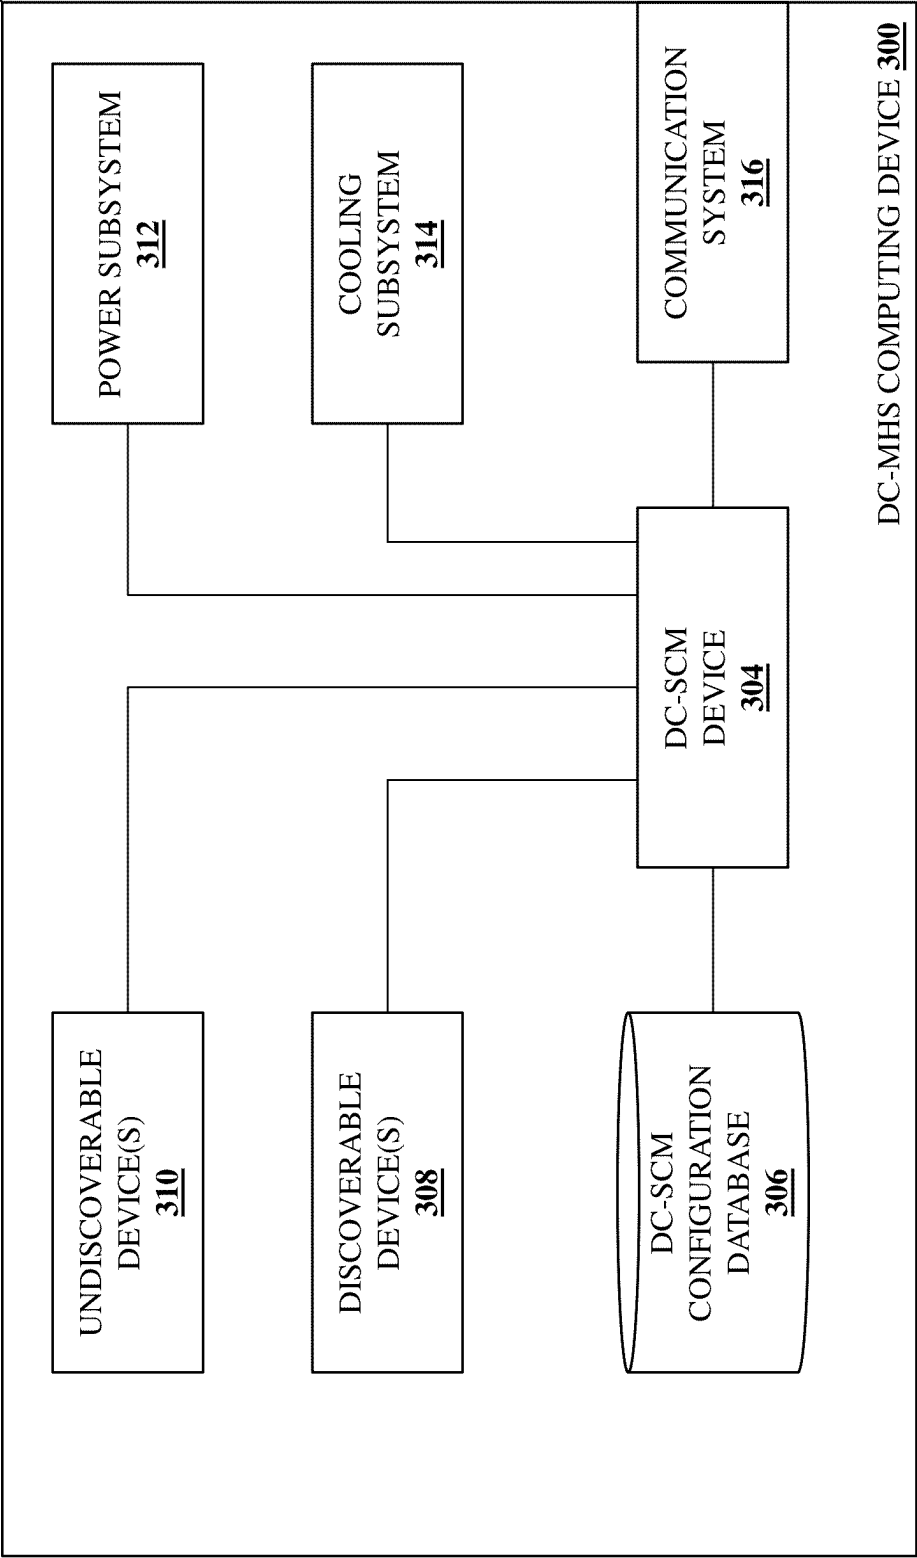 UNDISCOVERABLE
DEVICE(S)
310
POWER SUBSYSTEM
312
DISCOVERABLE
DEVICE(S)
308
COOLING
SUBSYSTEM
314
DC-SCM
CONFIGURATION
DATABASE
306
DC-SCM
DEVICE
304
COMMUNICATION
SYSTEM
316
DC-MHS COMPUTING DEVICE 300